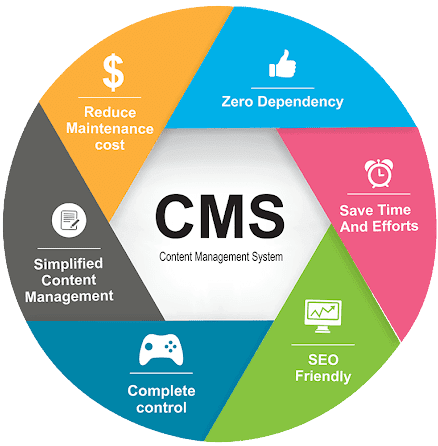 CMS
Content Management System
Zero Dependency
Save Time
And Efforts
SEO
Friendly
Complete
control
Simplified
Content
Management
$
Reduce
Maintenance
cost